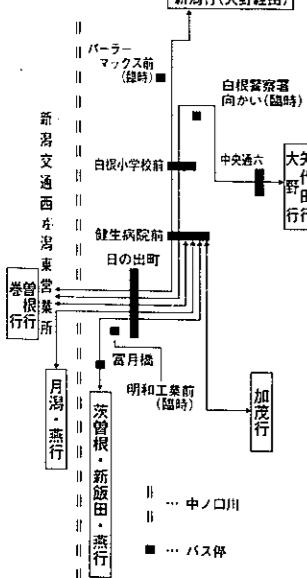 新潟行(大野経由)
パーラー
マックス前
(臨時)
白根警察署
向かい(臨時)
新潟交通西
潟東営業所
白根小学校前
中央通六
矢代田行
大野行
健生病院前
日の出町
曽根行
巻行
冨月橋
明和工業前
(臨時)
月潟・燕行
茨曽根・新飯田・燕行
加茂行
… 中ノ口川
… バス停